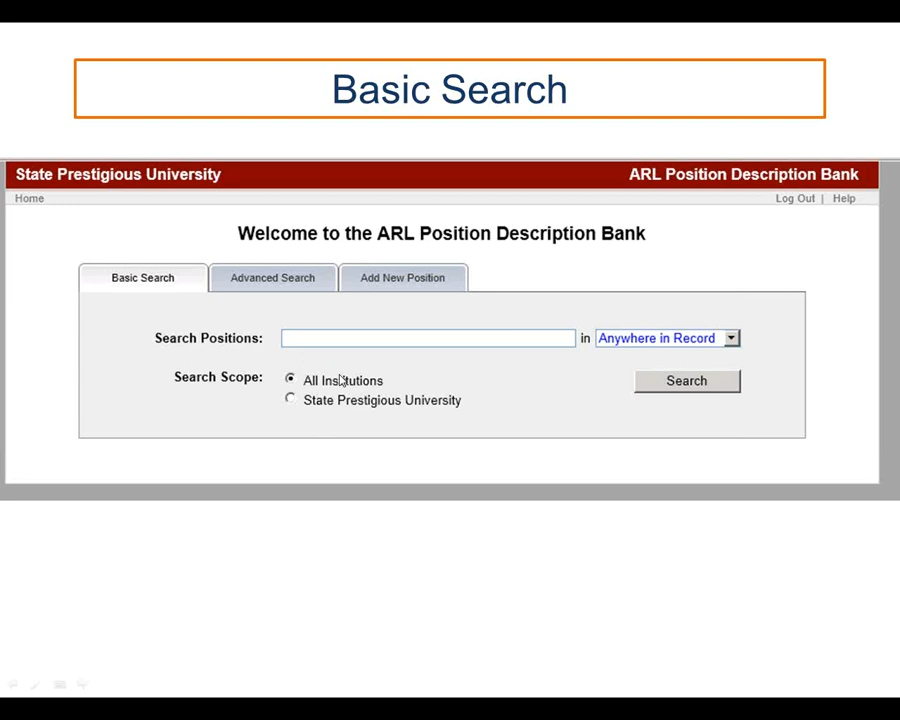 Basic Search
State Prestigious University ARL Position Description Bank
Home Log Out | Help
Welcome to the ARL Position Description Bank
Basic Search Advanced Search Add New Position
Search Positions: in Anywhere in Record
Search Scope: All Institutions Search
State Prestigious University